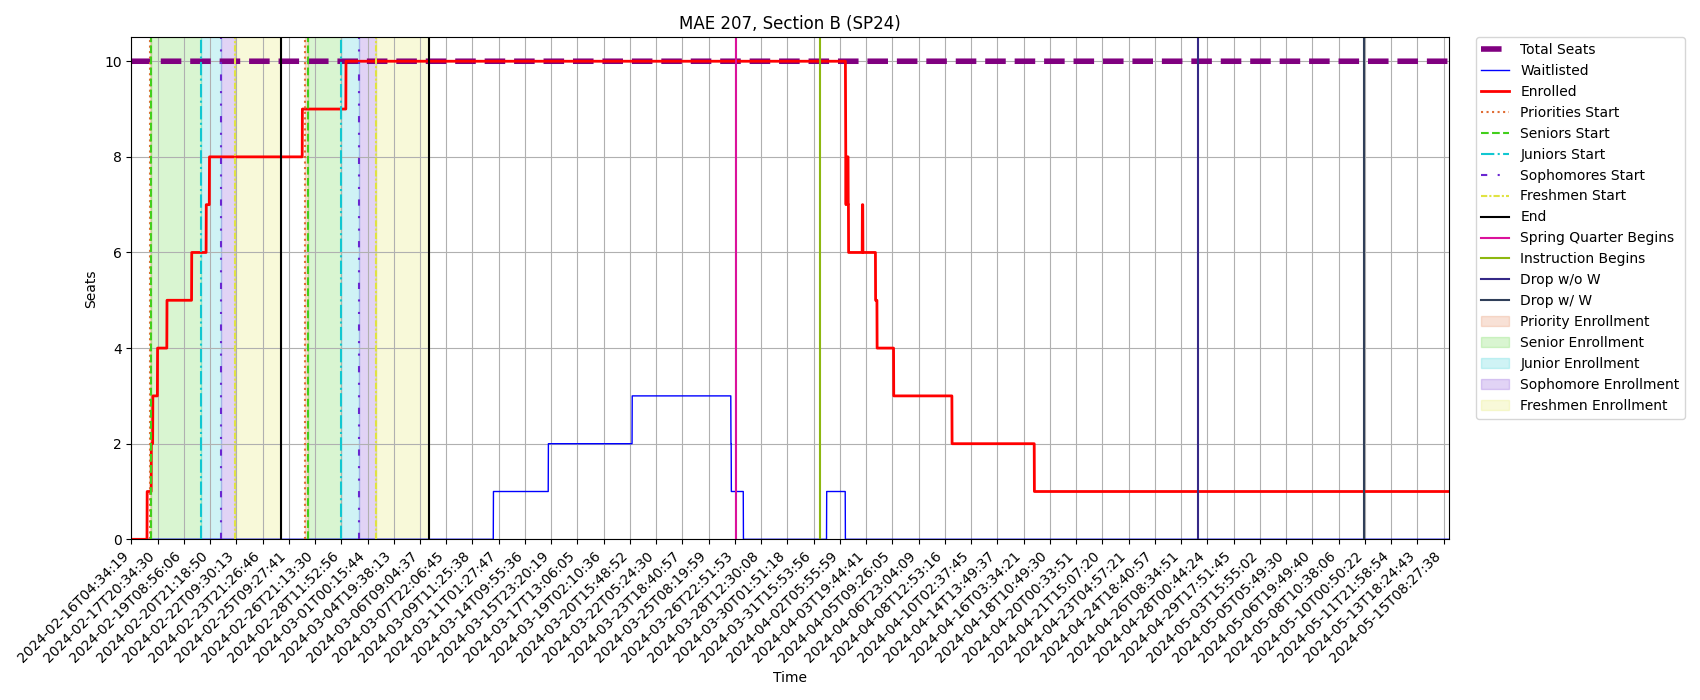 MAE 207, Section B (SP24)
10
8
6
4
2
0
Seats
2024-02-16T04:34:19
2024-02-17T20:34:30
2024-02-19T08:56:06
2024-02-20T21:18:50
2024-02-22T09:30:13
2024-02-23T21:26:46
2024-02-25T09:27:41
2024-02-26T21:13:30
2024-02-28T11:52:56
2024-03-01T00:15:44
2024-03-04T19:38:13
2024-03-06T09:04:37
2024-03-07T22:06:45
2024-03-09T11:25:38
2024-03-11T01:27:47
2024-03-14T09:55:36
2024-03-15T23:20:19
2024-03-17T13:06:05
2024-03-19T02:10:36
2024-03-20T15:48:52
2024-03-22T05:24:30
2024-03-23T18:40:57
2024-03-25T08:19:59
2024-03-26T22:51:53
2024-03-28T12:30:08
2024-03-30T01:51:18
2024-03-31T15:53:56
2024-04-02T05:55:59
2024-04-03T19:44:41
2024-04-05T09:26:05
2024-04-06T23:04:09
2024-04-08T12:53:16
2024-04-10T02:37:45
2024-04-14T13:49:37
2024-04-16T03:34:21
2024-04-18T10:49:30
2024-04-20T00:33:51
2024-04-21T15:07:20
2024-04-23T04:57:21
2024-04-24T18:40:57
2024-04-26T08:34:51
2024-04-28T00:44:24
2024-04-29T17:51:45
2024-05-03T15:55:02
2024-05-05T05:49:30
2024-05-06T19:49:40
2024-05-08T10:38:06
2024-05-10T00:50:22
2024-05-11T21:58:54
2024-05-13T18:24:43
2024-05-15T08:27:38
Time
Total Seats
Waitlisted
Enrolled
Priorities Start
Seniors Start
Juniors Start
Sophomores Start
Freshmen Start
End
Spring Quarter Begins
Instruction Begins
Drop w/o W
Drop w/ W
Priority Enrollment
Senior Enrollment
Junior Enrollment
Sophomore Enrollment
Freshmen Enrollment